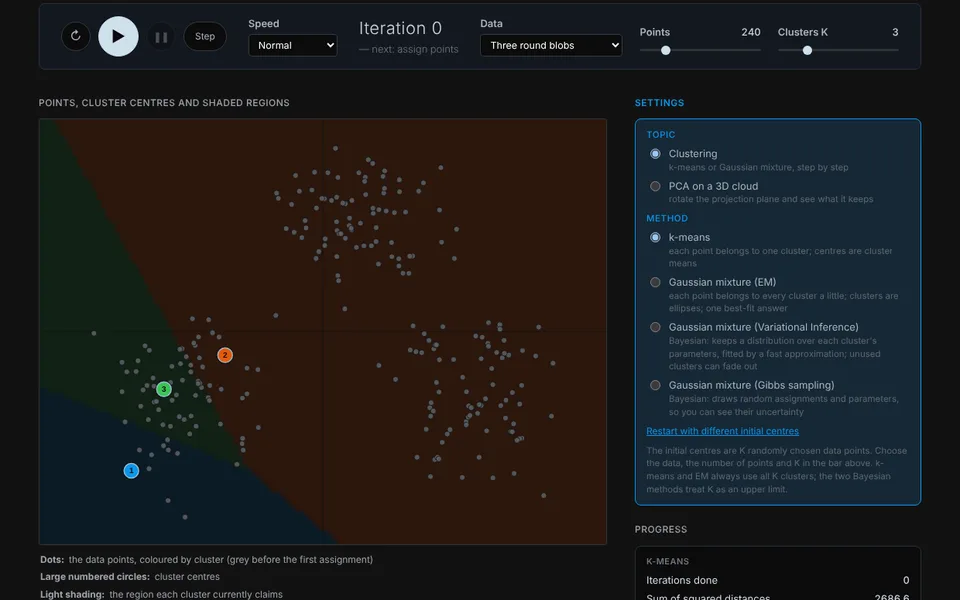 Step
Speed
Normal
Iteration 0
— next: assign points
Data
Three round blobs
Points 240
Clusters K 3
POINTS, CLUSTER CENTRES AND SHADED REGIONS
2
3
1
Dots: the data points, coloured by cluster (grey before the first assignment)
Large numbered circles: cluster centres
Light shading: the region each cluster currently claims
SETTINGS
TOPIC
Clustering
k-means or Gaussian mixture, step by step
PCA on a 3D cloud
rotate the projection plane and see what it keeps
METHOD
k-means
each point belongs to one cluster; centres are cluster
means
Gaussian mixture (EM)
each point belongs to every cluster a little; clusters are
ellipses; one best-fit answer
Gaussian mixture (Variational Inference)
Bayesian: keeps a distribution over each cluster's
parameters, fitted by a fast approximation; unused
clusters can fade out
Gaussian mixture (Gibbs sampling)
Bayesian: draws random assignments and parameters,
so you can see their uncertainty
Restart with different initial centres
The initial centres are K randomly chosen data points. Choose
the data, the number of points and K in the bar above. k-
means and EM always use all K clusters; the two Bayesian
methods treat K as an upper limit.
PROGRESS
K-MEANS
Iterations done 0
Sum of squared distances 2686.6